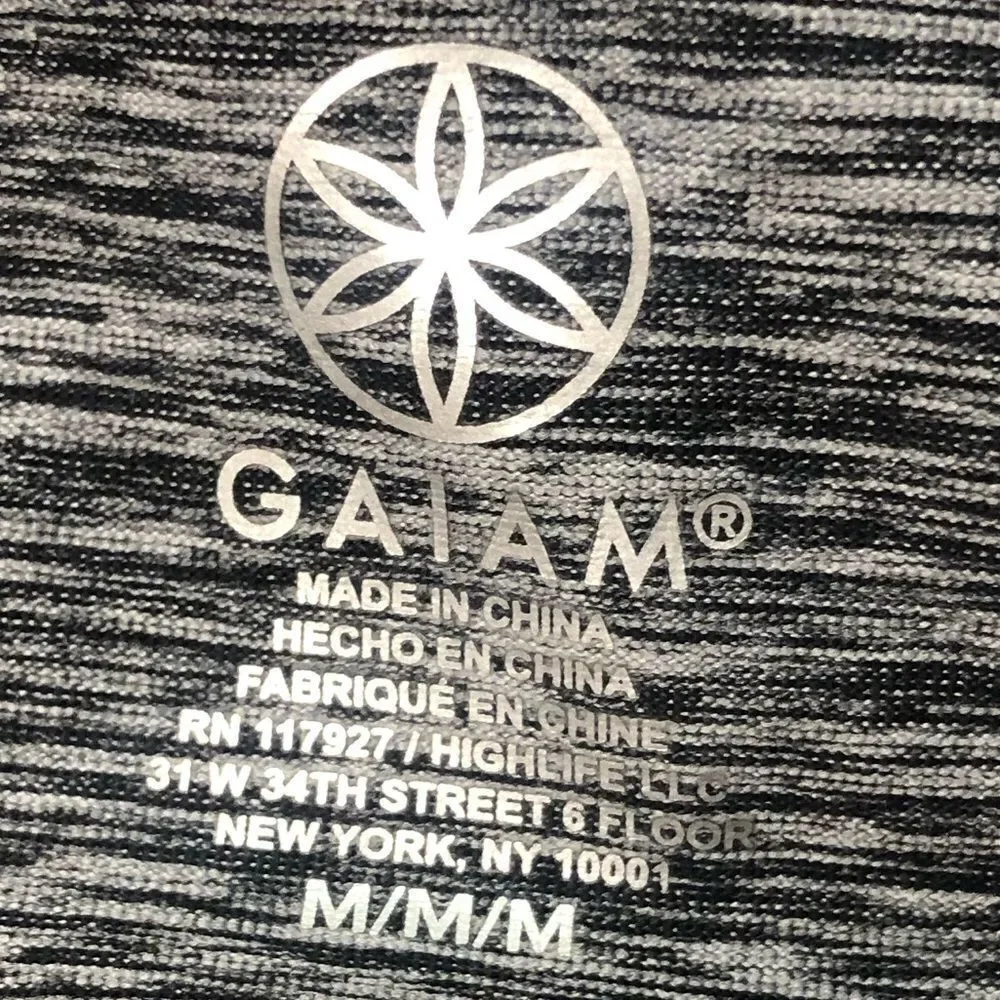 GAIAM®
MADE IN CHINA
HECHO EN CHINA
FABRIQUÉ EN CHINE
RN 117927 / HIGHLIFE LLC
31 W 34TH STREET 6 FLOOR
NEW YORK, NY 10001
M/M/M